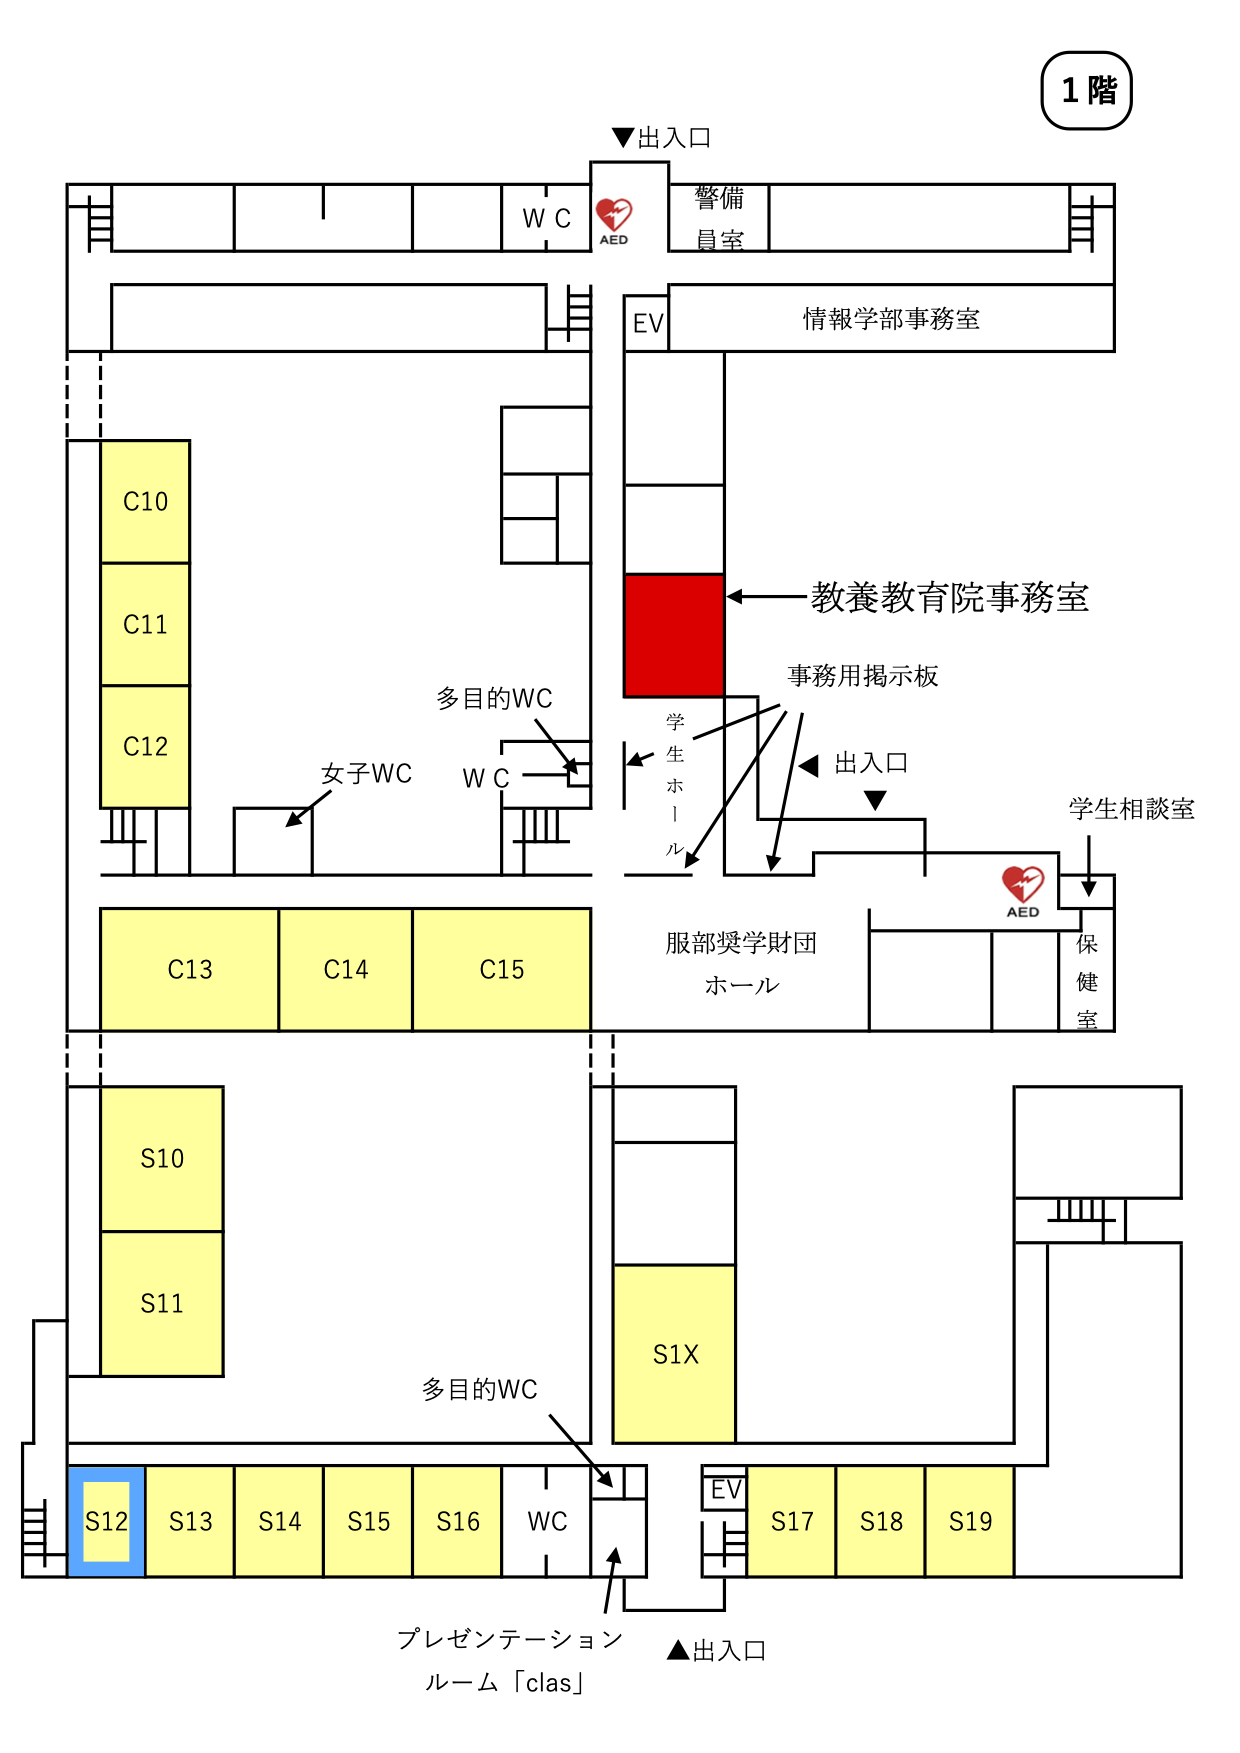 1階
▼出入口
WC
AED
警備
員室
EV
情報学部事務室
C10
C11
C12
教養教育院事務室
事務用掲示板
多目的WC
女子WC
WC
学生ホール
◀ 出入口
▼
学生相談室
AED
C13
C14
C15
服部奨学財団
ホール
保健室
S10
S11
S1X
多目的WC
S12
S13
S14
S15
S16
WC
EV
S17
S18
S19
プレゼンテーション
ルーム「clas」
▲出入口